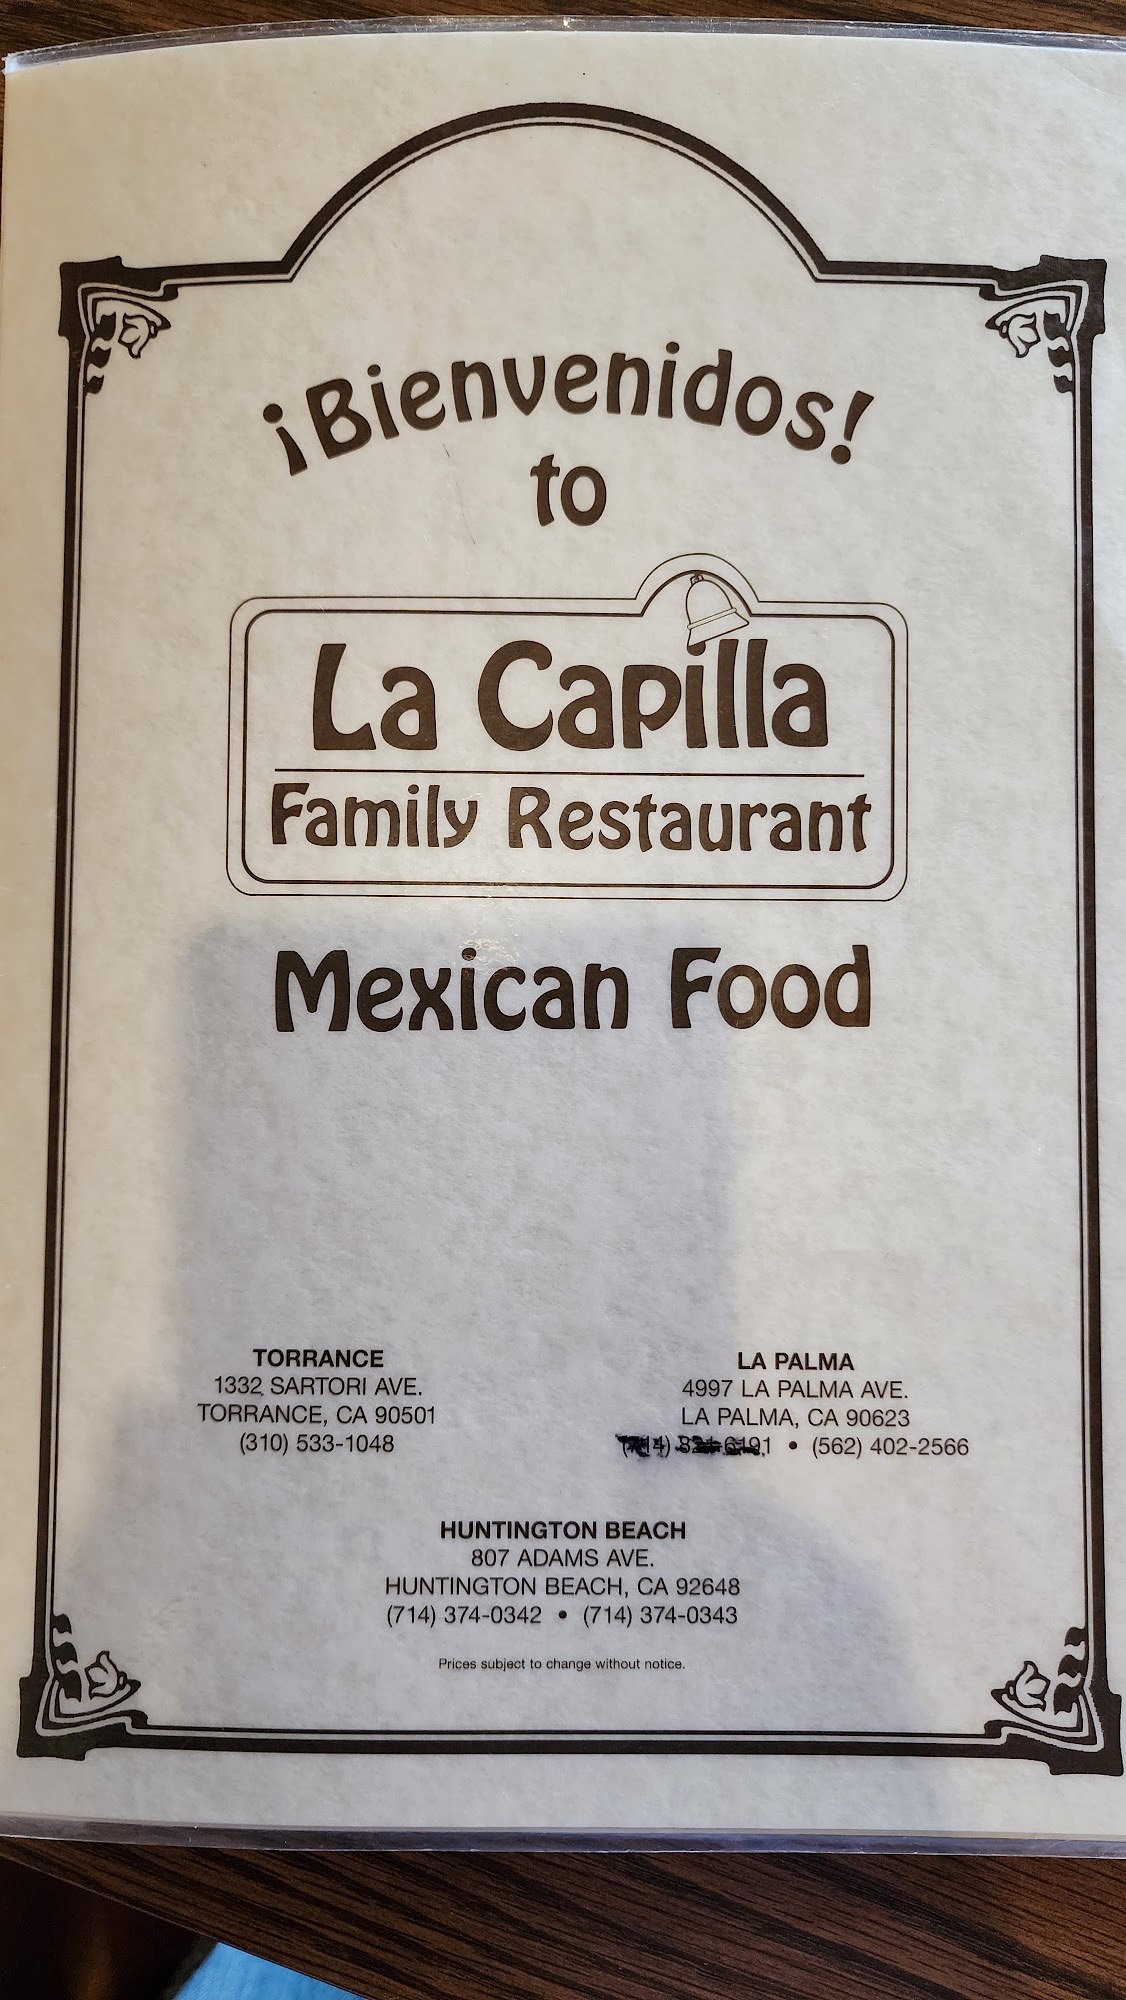 ¡Bienvenidos!
to
La Capilla
Family Restaurant
Mexican Food
TORRANCE
1332 SARTORI AVE.
TORRANCE, CA 90501
(310) 533-1048
LA PALMA
4997 LA PALMA AVE.
LA PALMA, CA 90623
• (562) 402-2566
HUNTINGTON BEACH
807 ADAMS AVE.
HUNTINGTON BEACH, CA 92648
(714) 374-0342 • (714) 374-0343
Prices subject to change without notice.